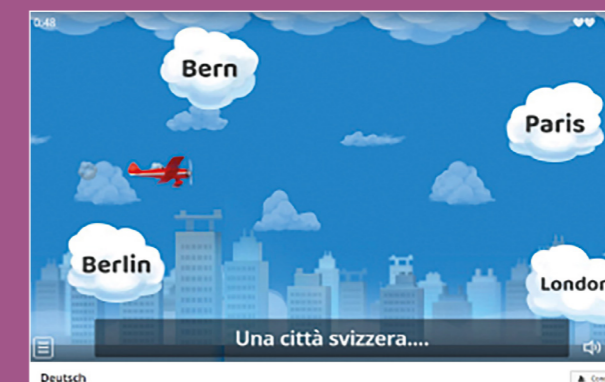 0:48
Bern
Paris
Berlin
London
Una città svizzera....
Deutsch